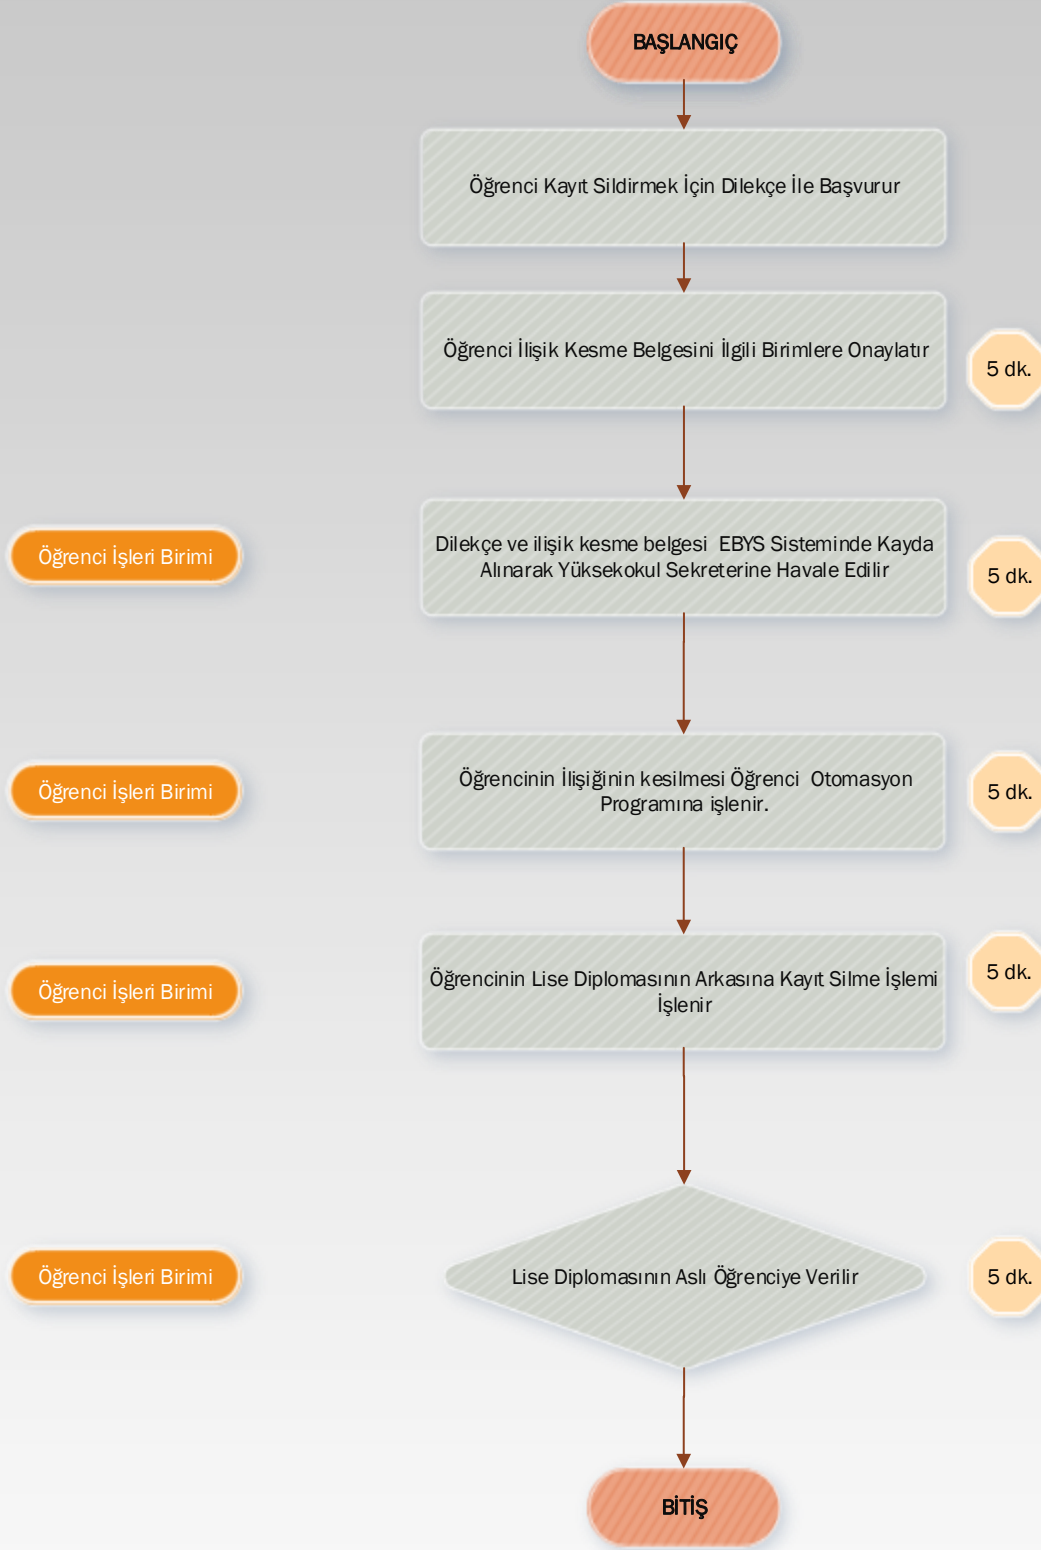 BAŞLANGIÇ
Öğrenci Kayıt Sildirmek İçin Dilekçe İle Başvurur
Öğrenci İlişik Kesme Belgesini İlgili Birimlere Onaylatır
5 dk.
Öğrenci İşleri Birimi
Dilekçe ve ilişik kesme belgesi  EBYS Sisteminde Kayda
Alınarak Yüksekokul Sekreterine Havale Edilir
5 dk.
Öğrenci İşleri Birimi
Öğrencinin İlişiğinin kesilmesi Öğrenci  Otomasyon
Programına işlenir.
5 dk.
Öğrenci İşleri Birimi
Öğrencinin Lise Diplomasının Arkasına Kayıt Silme İşlemi
İşlenir
5 dk.
Öğrenci İşleri Birimi
Lise Diplomasının Aslı Öğrenciye Verilir
5 dk.
BİTİŞ